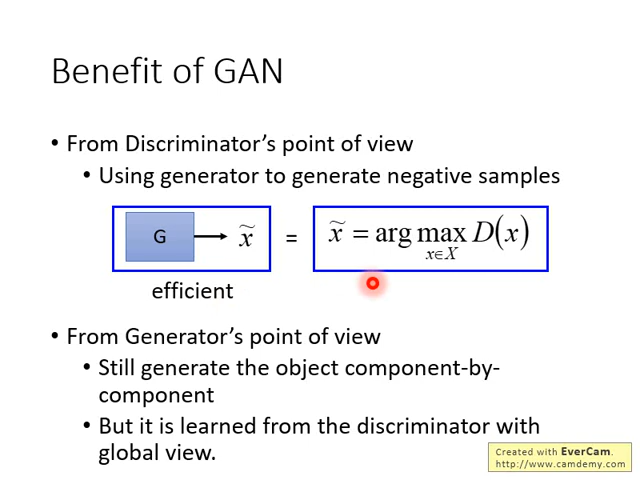 Benefit of GAN
• From Discriminator's point of view
• Using generator to generate negative samples
G → x̃ = x̃ = arg max D(x)
x∈X
efficient
• From Generator's point of view
• Still generate the object component-by-
component
• But it is learned from the discriminator with
global view.
Created with EverCam.
http://www.camdemy.com